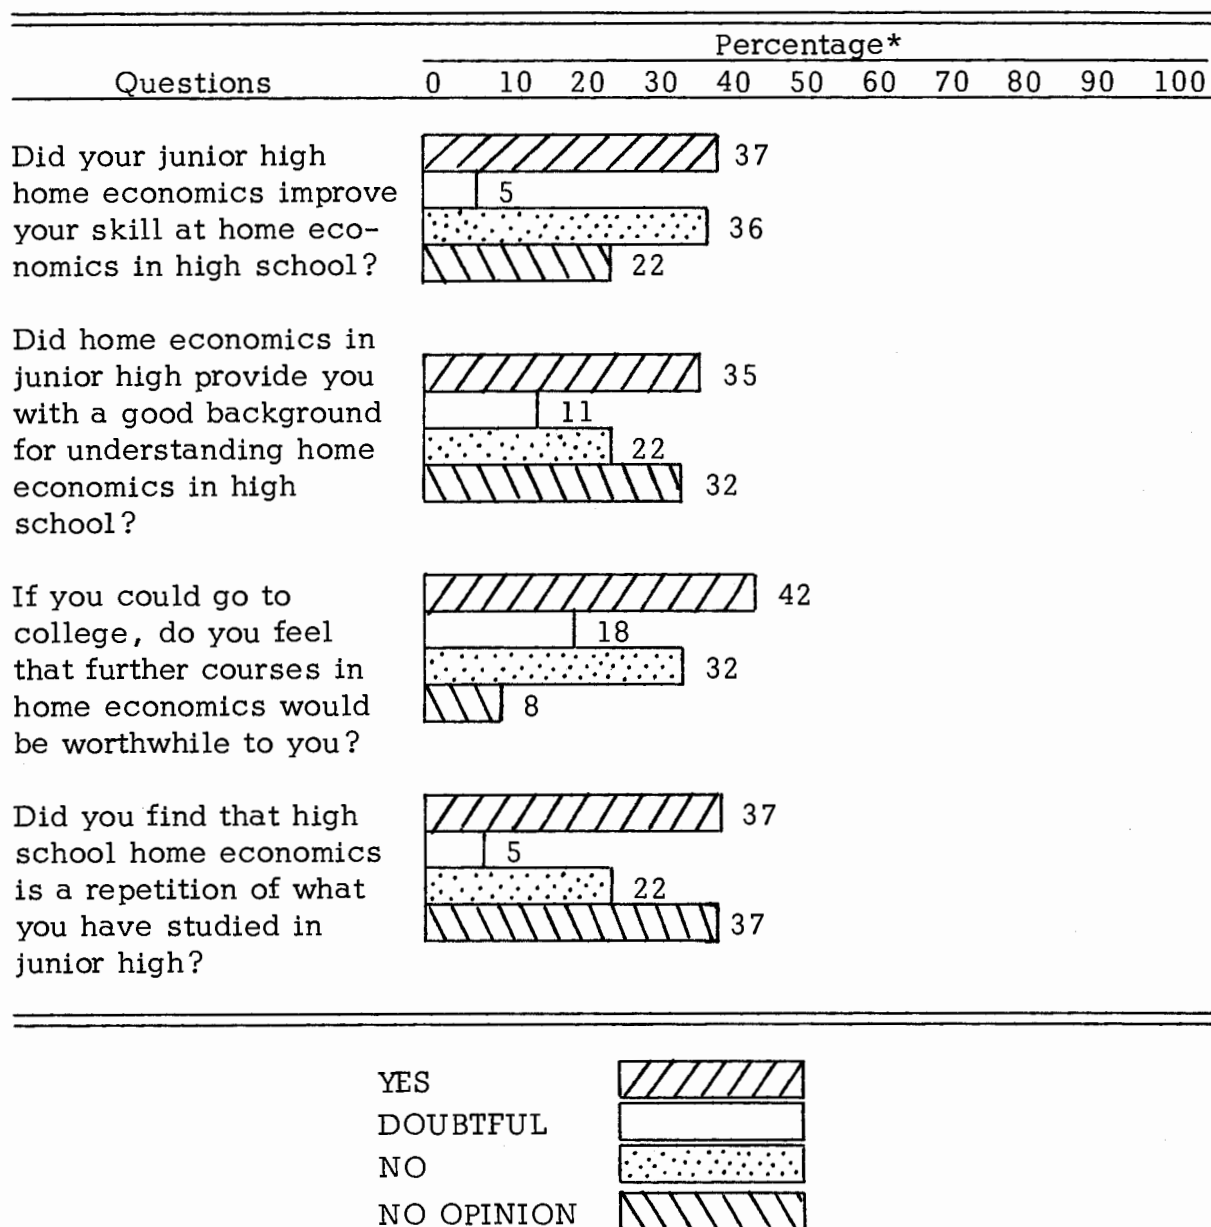 Percentage*
Questions 0 10 20 30 40 50 60 70 80 90 100
Did your junior high 37
home economics improve 5
your skill at home eco- 36
nomics in high school? 22
Did home economics in
junior high provide you 35
with a good background 11
for understanding home 22
economics in high 32
school?
If you could go to 42
college, do you feel 18
that further courses in 32
home economics would 8
be worthwhile to you?
Did you find that high 37
school home economics 5
is a repetition of what 22
you have studied in 37
junior high?
YES
DOUBTFUL
NO
NO OPINION